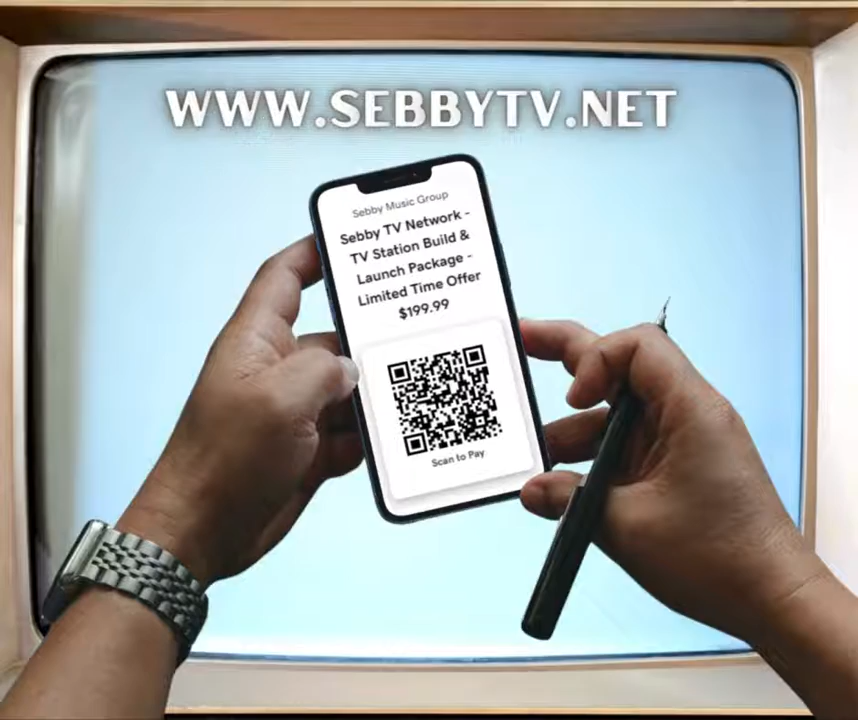 WWW.SEBBYTV.NET
Sebby Music Group
Sebby TV Network -
TV Station Build &
Launch Package -
Limited Time Offer
$199.99
Scan to Pay